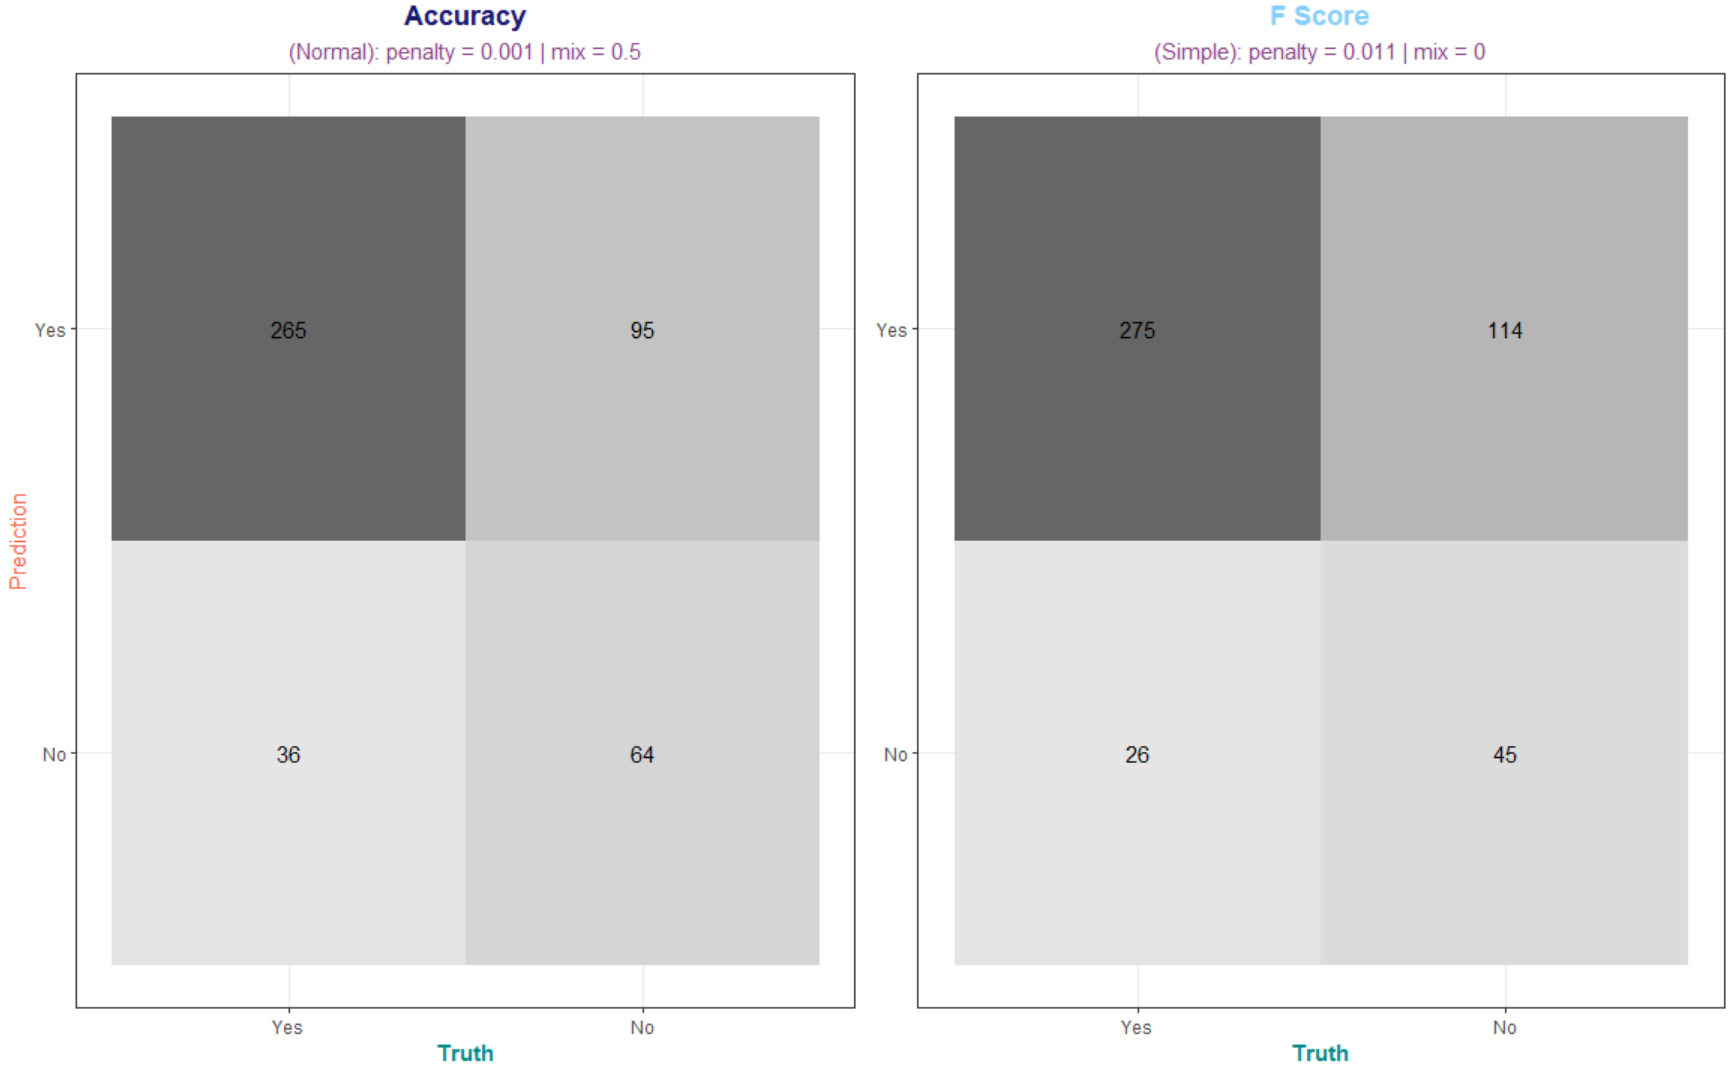 Accuracy
(Normal): penalty = 0.001 | mix = 0.5
Prediction
Yes
265
95
No
36
64
Yes
No
Truth
F Score
(Simple): penalty = 0.011 | mix = 0
Yes
275
114
No
26
45
Yes
No
Truth